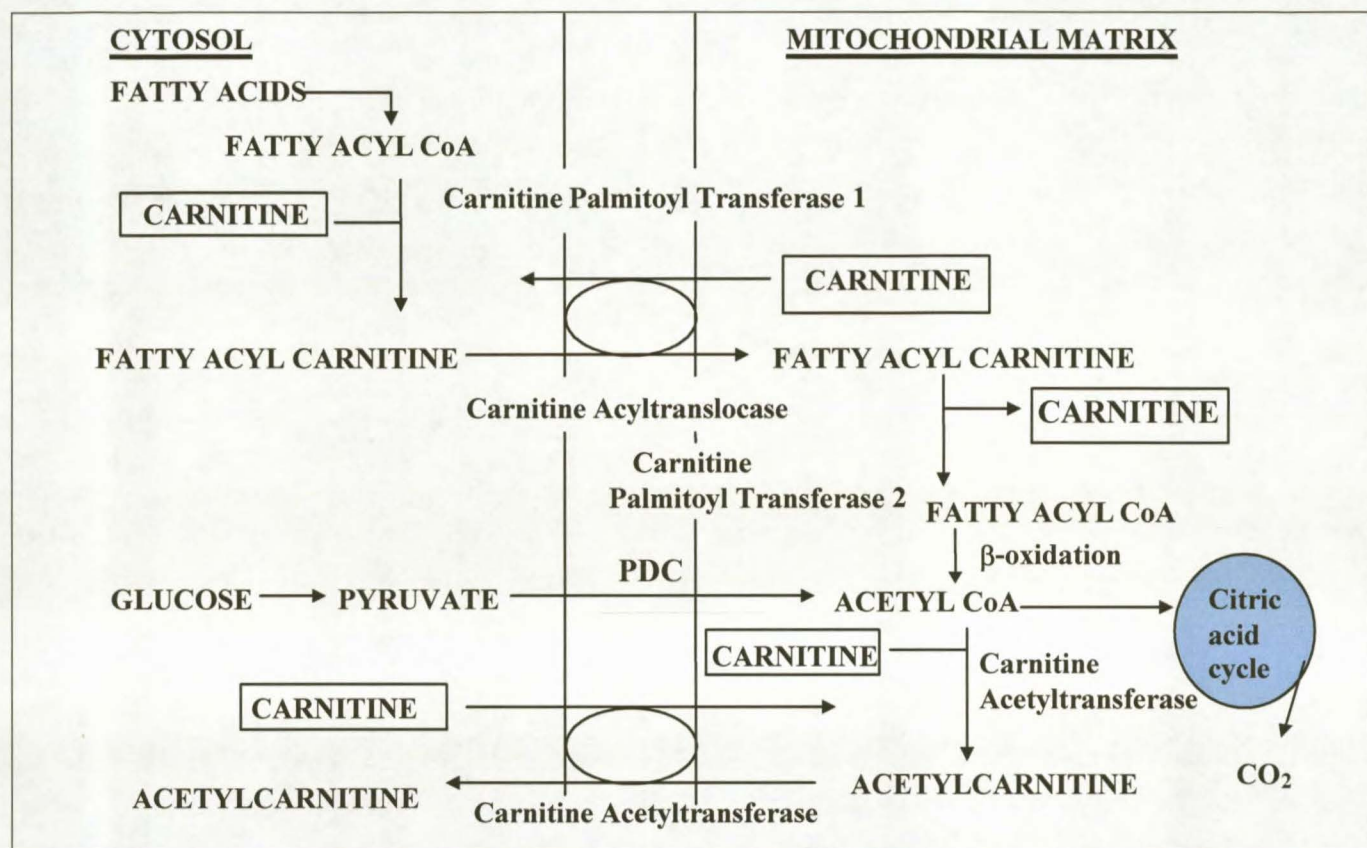 CYTOSOL
MITOCHONDRIAL MATRIX
FATTY ACIDS
FATTY ACYL CoA
CARNITINE
Carnitine Palmitoyl Transferase 1
CARNITINE
FATTY ACYL CARNITINE
FATTY ACYL CARNITINE
Carnitine Acyltranslocase
CARNITINE
Carnitine
Palmitoyl Transferase 2
FATTY ACYL CoA
β-oxidation
PDC
GLUCOSE
PYRUVATE
ACETYL CoA
Citric
acid
cycle
CARNITINE
Carnitine
Acetyltransferase
CARNITINE
ACETYLCARNITINE
ACETYLCARNITINE
CO2
Carnitine Acetyltransferase